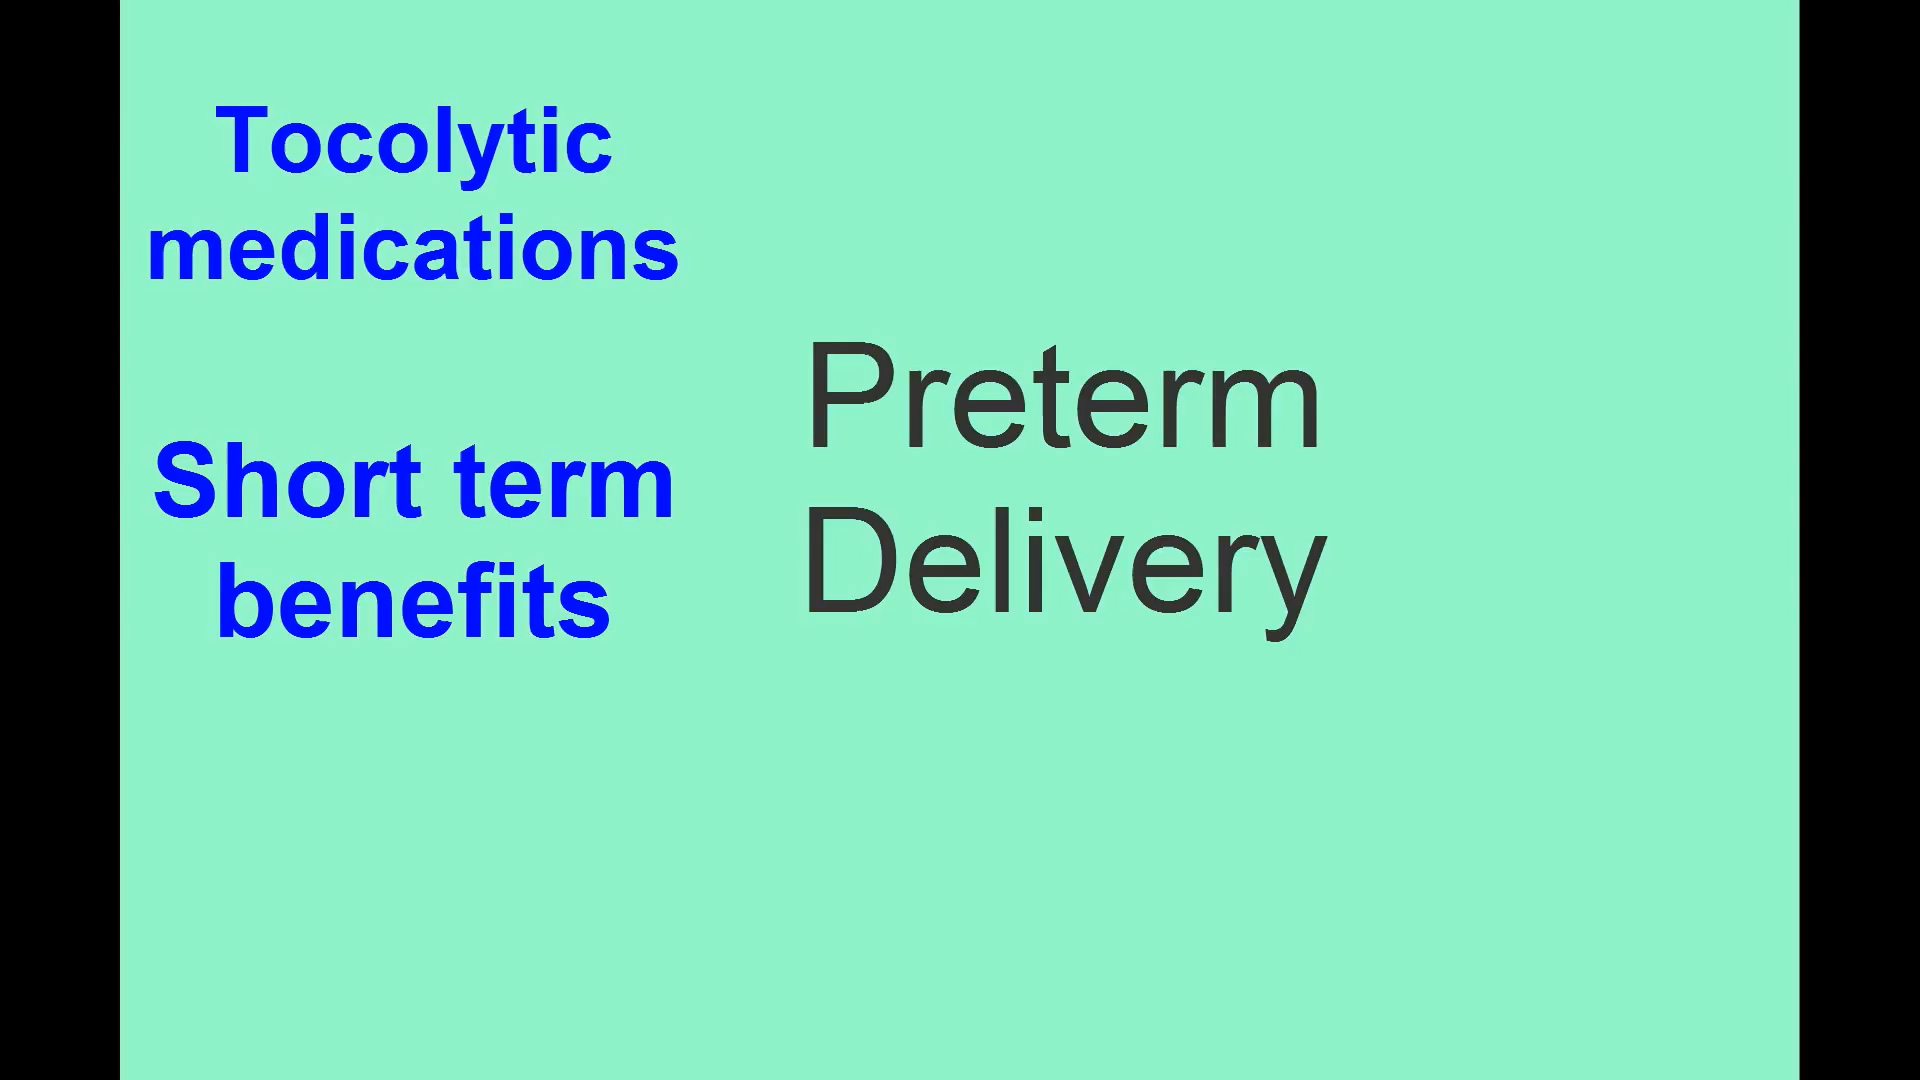 Tocolytic
medications
Short term
benefits
Preterm
Delivery